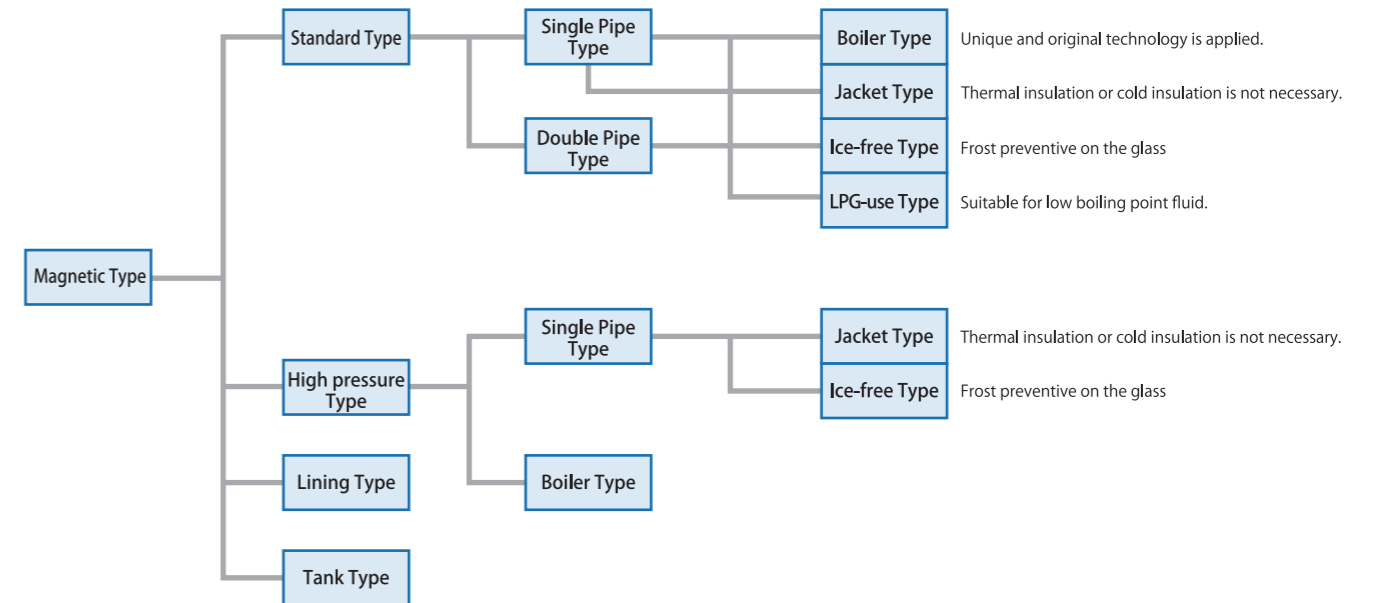 Standard Type
Single Pipe
Type
Boiler Type
Unique and original technology is applied.
Jacket Type
Thermal insulation or cold insulation is not necessary.
Double Pipe
Type
Ice-free Type
Frost preventive on the glass
LPG-use Type
Suitable for low boiling point fluid.
Magnetic Type
High pressure
Type
Single Pipe
Type
Jacket Type
Thermal insulation or cold insulation is not necessary.
Ice-free Type
Frost preventive on the glass
Lining Type
Boiler Type
Tank Type